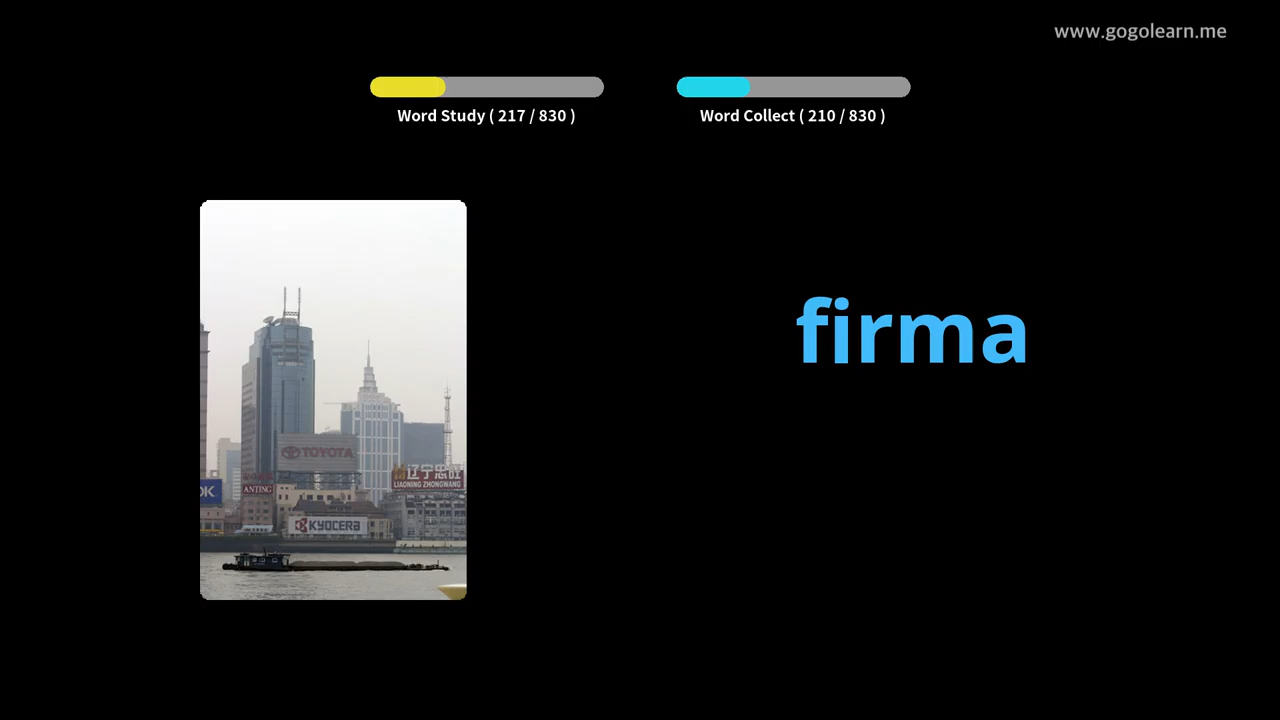 www.gogolearn.me
Word Study ( 217 / 830 )
Word Collect ( 210 / 830 )
firma
TOYOTA
辽宁忠旺
LIAONING ZHONGWANG
OK
ANTING
KYOCERA